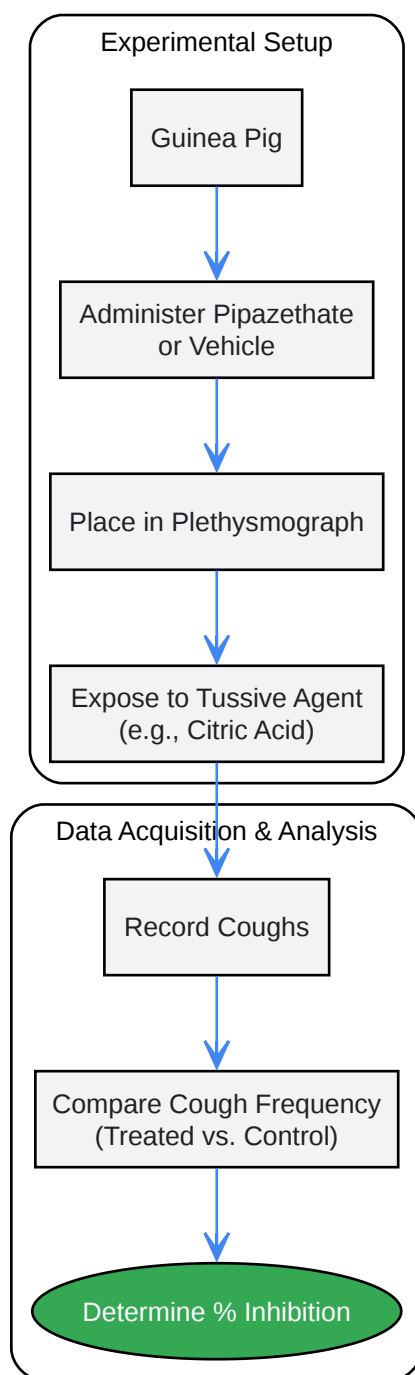 Experimental Setup
Guinea Pig
Administer Pipazethate
or Vehicle
Place in Plethysmograph
Expose to Tussive Agent
(e.g., Citric Acid)
Data Acquisition & Analysis
Record Coughs
Compare Cough Frequency
(Treated vs. Control)
Determine % Inhibition